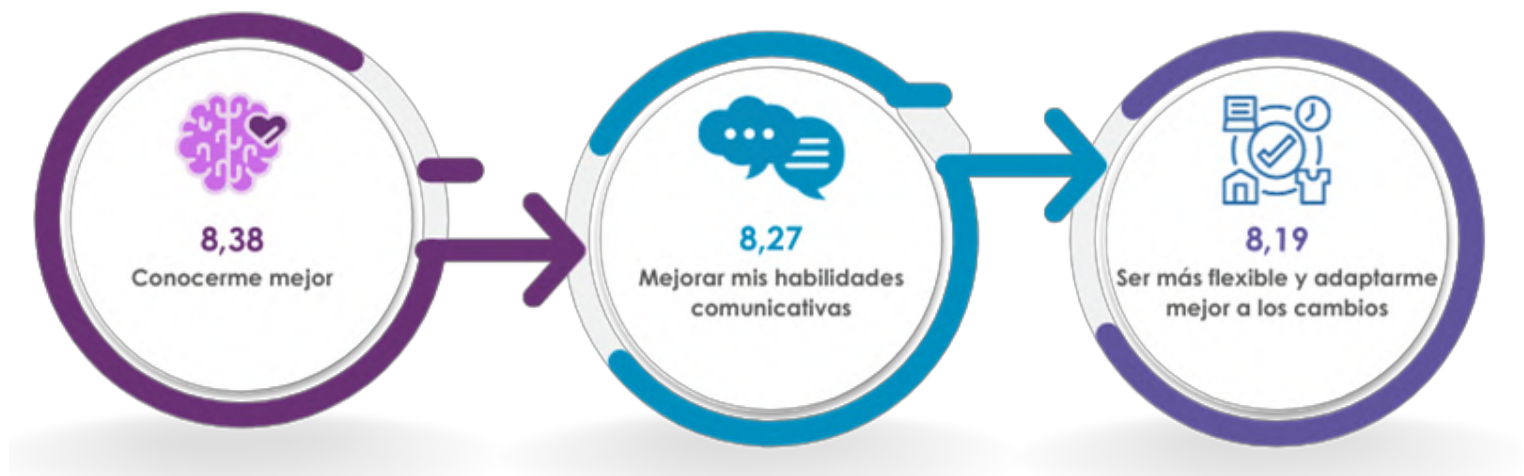 8,38
Conocerme mejor
8,27
Mejorar mis habilidades
comunicativas
8,19
Ser más flexible y adaptarme
mejor a los cambios